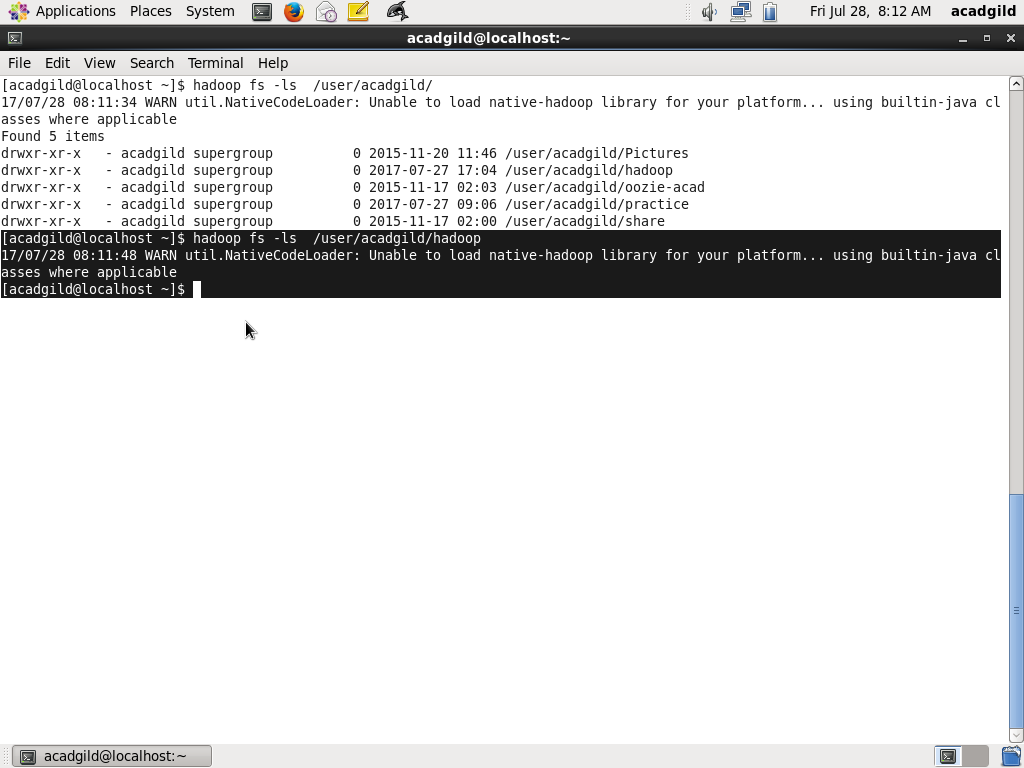 Applications Places System Fri Jul 28, 8:12 AM acadgild
acadgild@localhost:~
File Edit View Search Terminal Help
[acadgild@localhost ~]$ hadoop fs -ls  /user/acadgild/
17/07/28 08:11:34 WARN util.NativeCodeLoader: Unable to load native-hadoop library for your platform... using builtin-java cl
asses where applicable
Found 5 items
drwxr-xr-x   - acadgild supergroup          0 2015-11-20 11:46 /user/acadgild/Pictures
drwxr-xr-x   - acadgild supergroup          0 2017-07-27 17:04 /user/acadgild/hadoop
drwxr-xr-x   - acadgild supergroup          0 2015-11-17 02:03 /user/acadgild/oozie-acad
drwxr-xr-x   - acadgild supergroup          0 2017-07-27 09:06 /user/acadgild/practice
drwxr-xr-x   - acadgild supergroup          0 2015-11-17 02:00 /user/acadgild/share
[acadgild@localhost ~]$ hadoop fs -ls  /user/acadgild/hadoop
17/07/28 08:11:48 WARN util.NativeCodeLoader: Unable to load native-hadoop library for your platform... using builtin-java cl
asses where applicable
[acadgild@localhost ~]$
acadgild@localhost:~